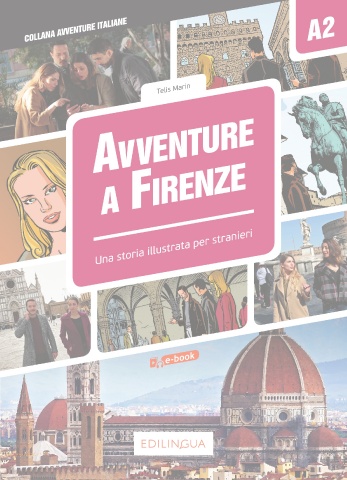 COLLANA AVVENTURE ITALIANE
A2
Telis Marin
AVVENTURE
A FIRENZE
Una storia illustrata per stranieri
e-book
EDILINGUA